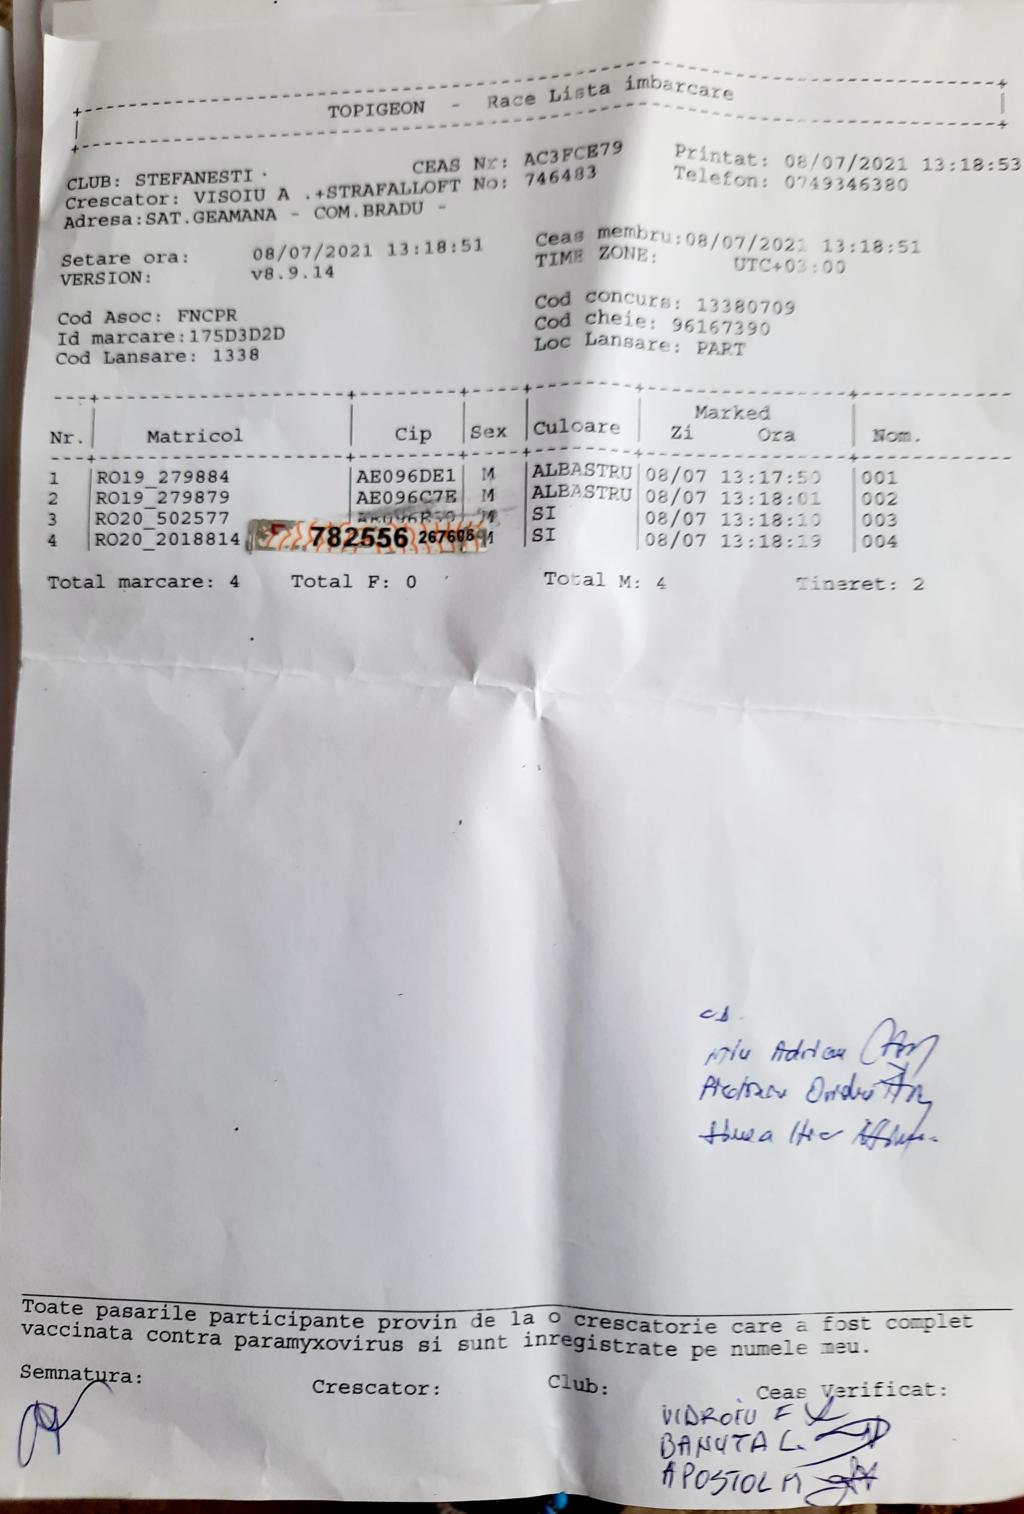 TOPIGEON - Race Lista imbarcare
CLUB: STEFANESTI CEAS Nr: AC3FCE79 Printat: 08/07/2021 13:18:53
Crescator: VISOIU A .+STRAFALLOFT No: 746483 Telefon: 0749346380
Adresa:SAT.GEAMANA - COM.BRADU -
Setare ora: 08/07/2021 13:18:51 Ceas membru:08/07/2021 13:18:51
VERSION: v8.9.14 TIME ZONE: UTC+03:00
Cod Asoc: FNCPR Cod concurs: 13380709
Id marcare:175D3D2D Cod cheie: 96167390
Cod Lansare: 1338 Loc Lansare: PART
Marked
Nr. Matricol Cip Sex Culoare Zi Ora Nom.
1 RO19_279884 AE096DE1 M ALBASTRU 08/07 13:17:50 001
2 RO19_279879 AE096C7E M ALBASTRU 08/07 13:18:01 002
3 RO20_502577 M SI 08/07 13:18:10 003
4 RO20_2018814 782556 267606 M SI 08/07 13:18:19 004
Total marcare: 4 Total F: 0 Total M: 4 Tineret: 2
Adrian
Toate pasarile participante provin de la o crescatorie care a fost complet
vaccinata contra paramyxovirus si sunt inregistrate pe numele meu.
Semnatura: Crescator: Club: Ceas Verificat:
VIDROIU F
BANUTA L.
APOSTOL M